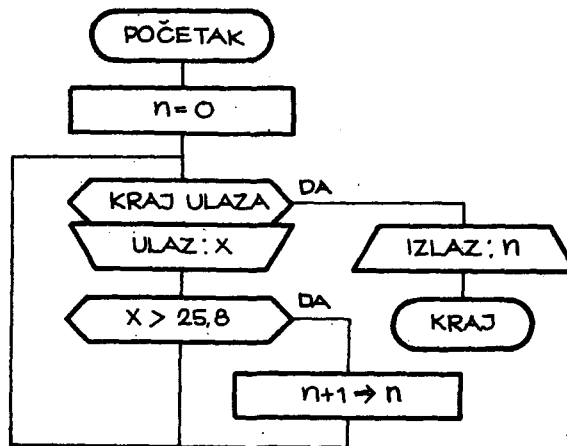 POČETAK
n = 0
KRAJ ULAZA
DA
ULAZ : X
IZLAZ : n
X > 25,8
DA
KRAJ
n+1 → n